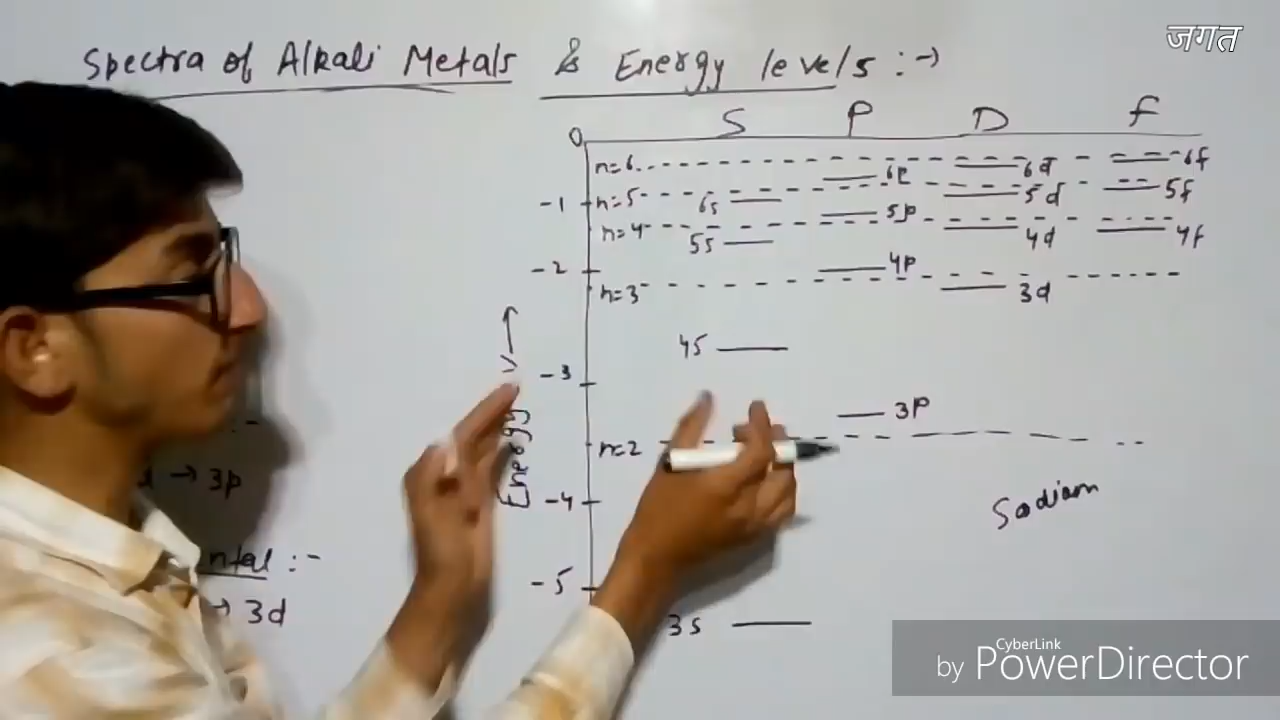 जगत
Spectra of Alkali Metals & Energy levels :→
S P D f
0
n=6 6p 6d 6f
-1 n=5 6s 5p 5d 5f
n=4 5s 4d 4f
-2 4p
n=3 3d
4s
-3
3p
n=2
-4
Energy
Sodium
→ 3p
-5
ntal :-
→ 3d
3s
CyberLink
by PowerDirector